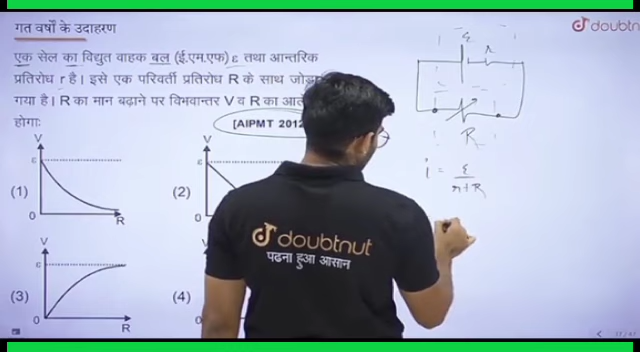 गत वर्षों के उदाहरण
doubtnut
एक सेल का विद्युत वाहक बल (ई.एम.एफ) ε तथा आन्तरिक
प्रतिरोध r है। इसे एक परिवर्ती प्रतिरोध R के साथ जोड़ा
गया है। R का मान बढ़ाने पर विभवान्तर V व R का
होगाः
[AIPMT 2012
ε
r
R
i = ε / r+R
(1)
V
ε
0
R
(2)
V
ε
0
(3)
V
ε
0
R
(4)
doubtnut
पढ़ना हुआ आसान